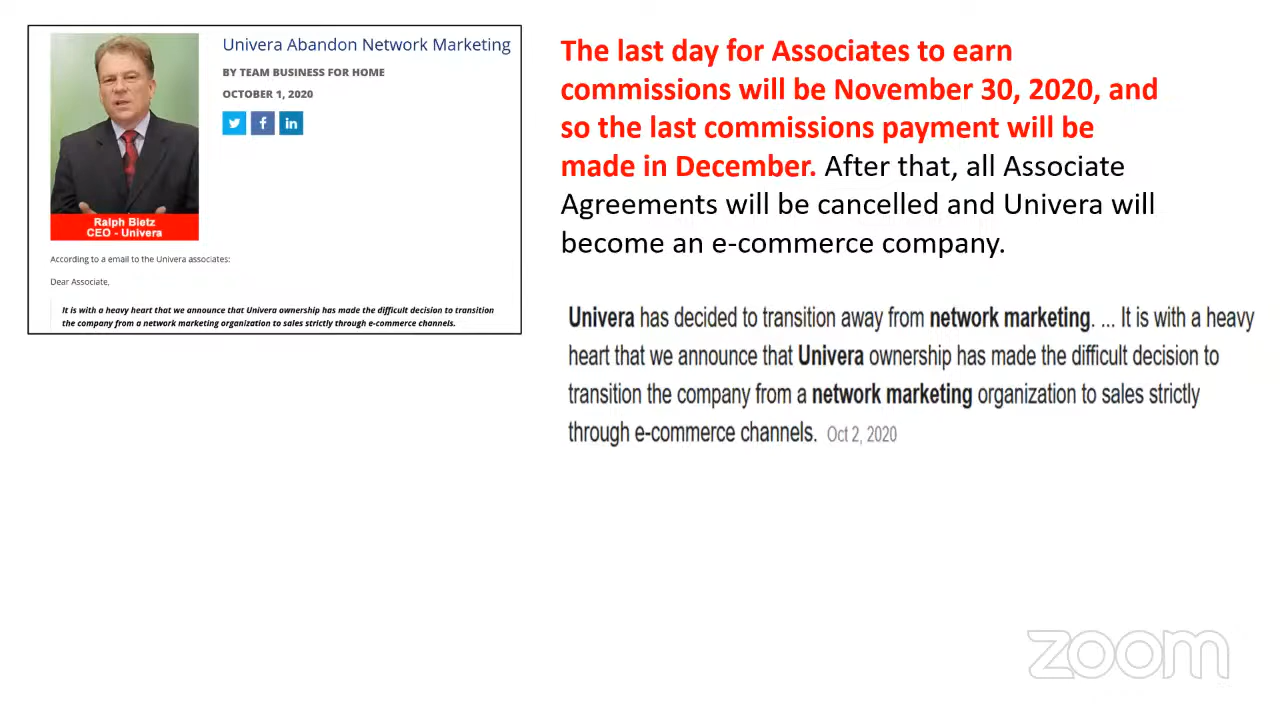 Univera Abandon Network Marketing
BY TEAM BUSINESS FOR HOME
OCTOBER 1, 2020
Ralph Bietz
CEO - Univera
According to a email to the Univera associates:
Dear Associate,
It is with a heavy heart that we announce that Univera ownership has made the difficult decision to transition
the company from a network marketing organization to sales strictly through e-commerce channels.
The last day for Associates to earn
commissions will be November 30, 2020, and
so the last commissions payment will be
made in December. After that, all Associate
Agreements will be cancelled and Univera will
become an e-commerce company.
Univera has decided to transition away from network marketing. ... It is with a heavy
heart that we announce that Univera ownership has made the difficult decision to
transition the company from a network marketing organization to sales strictly
through e-commerce channels. Oct 2, 2020
zoom